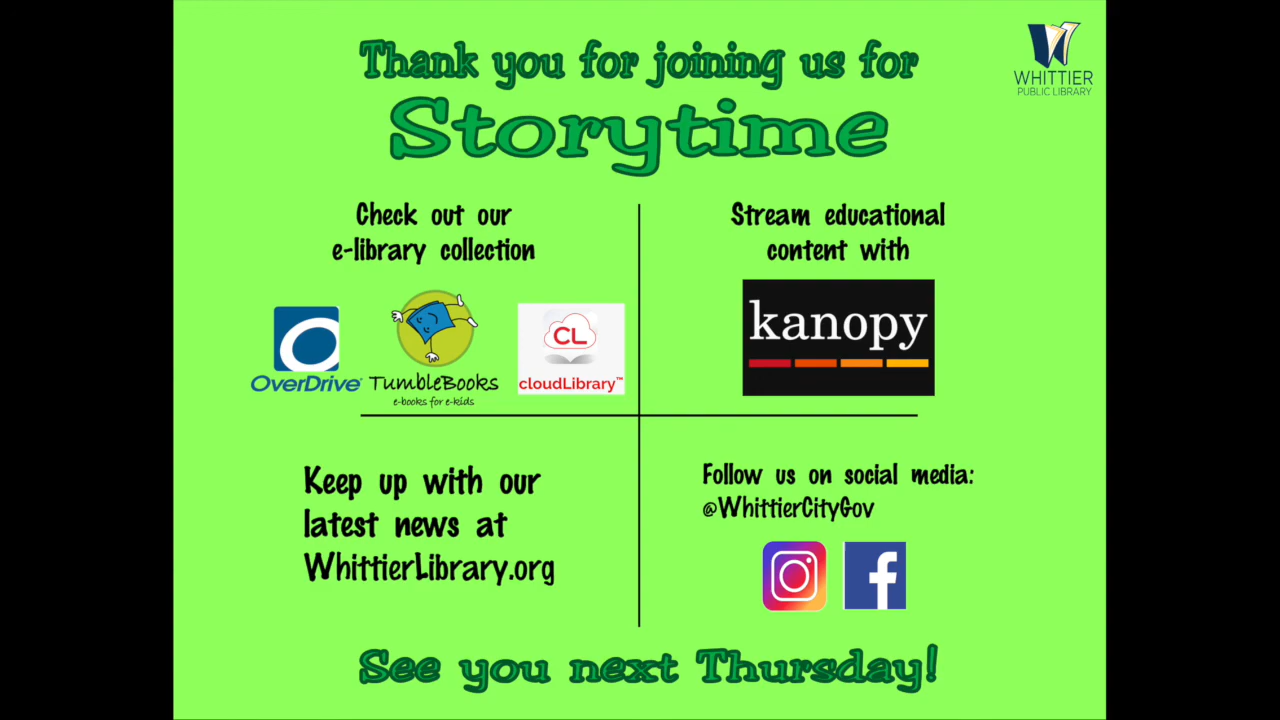 Thank you for joining us for
Storytime
WHITTIER
PUBLIC LIBRARY
Check out our
e-library collection
OverDrive®
TumbleBooks
e-books for e-kids
CL
cloudLibrary™
Stream educational
content with
kanopy
Keep up with our
latest news at
WhittierLibrary.org
Follow us on social media:
@WhittierCityGov
See you next Thursday!